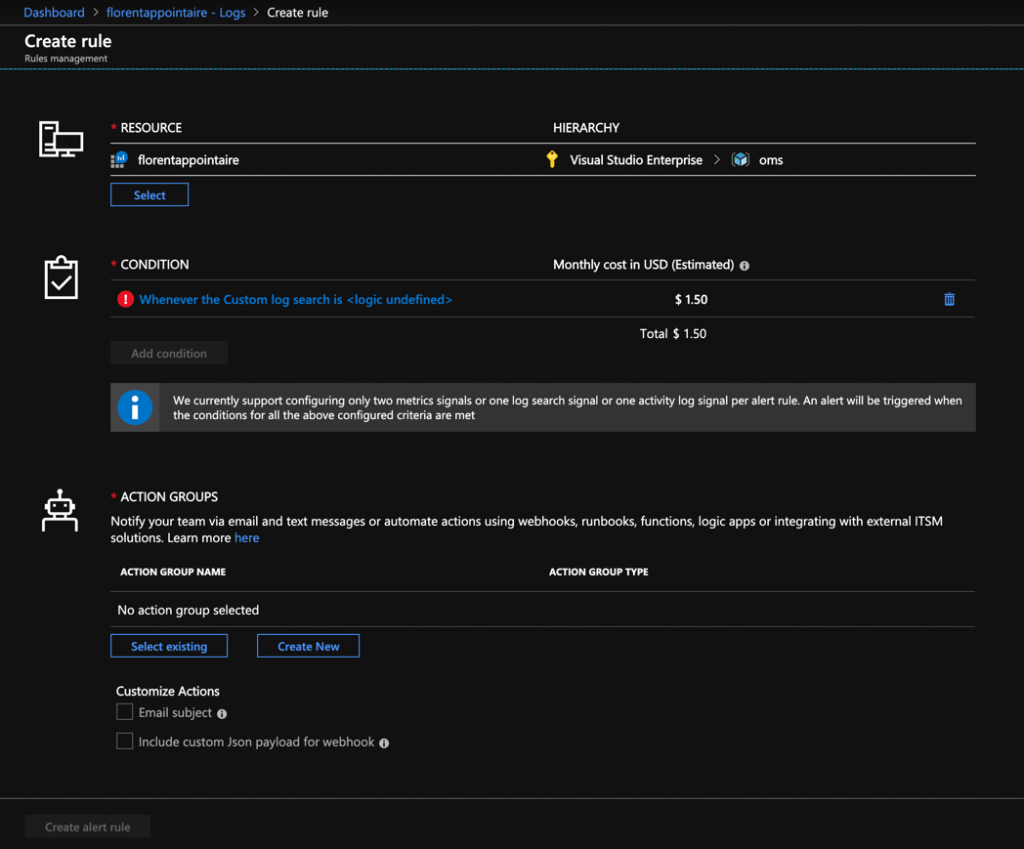 Dashboard > florentappointaire - Logs > Create rule
Create rule
Rules management
* RESOURCE
HIERARCHY
florentappointaire
Visual Studio Enterprise > oms
Select
* CONDITION
Monthly cost in USD (Estimated)
Whenever the Custom log search is <logic undefined>
$ 1.50
Total $ 1.50
Add condition
We currently support configuring only two metrics signals or one log search signal or one activity log signal per alert rule. An alert will be triggered when
the conditions for all the above configured criteria are met
* ACTION GROUPS
Notify your team via email and text messages or automate actions using webhooks, runbooks, functions, logic apps or integrating with external ITSM
solutions. Learn more here
ACTION GROUP NAME
ACTION GROUP TYPE
No action group selected
Select existing
Create New
Customize Actions
Email subject
Include custom Json payload for webhook
Create alert rule